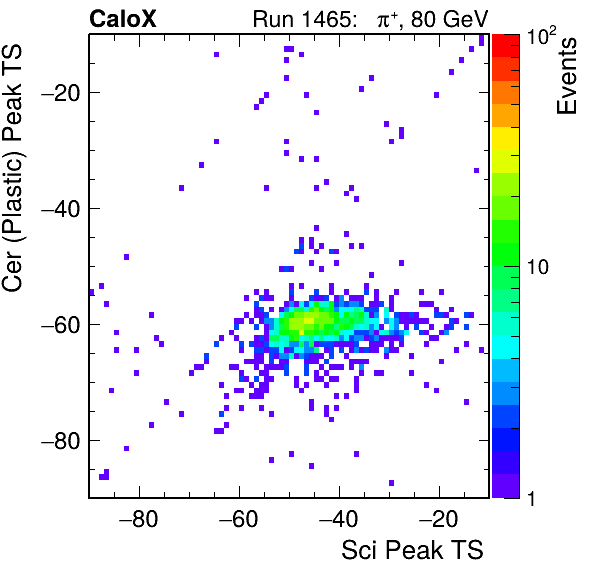 CaloX Run 1465: π⁺, 80 GeV
Cer (Plastic) Peak TS
−20
−40
−60
−80
−80 −60 −40 −20
Sci Peak TS
10²
10
1
Events